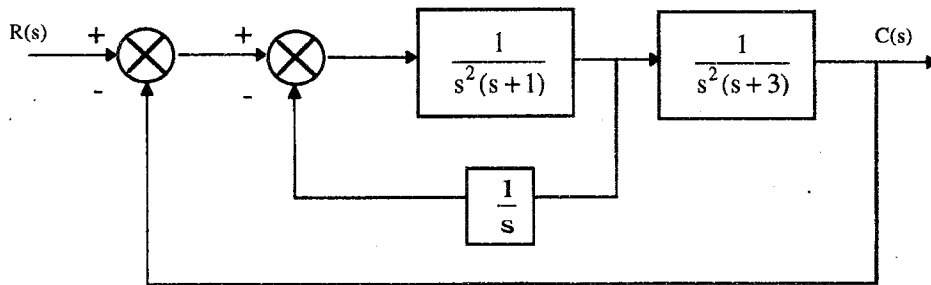 R(s)
+
-
+
-
1
s²(s+1)
1
s²(s+3)
C(s)
1
s